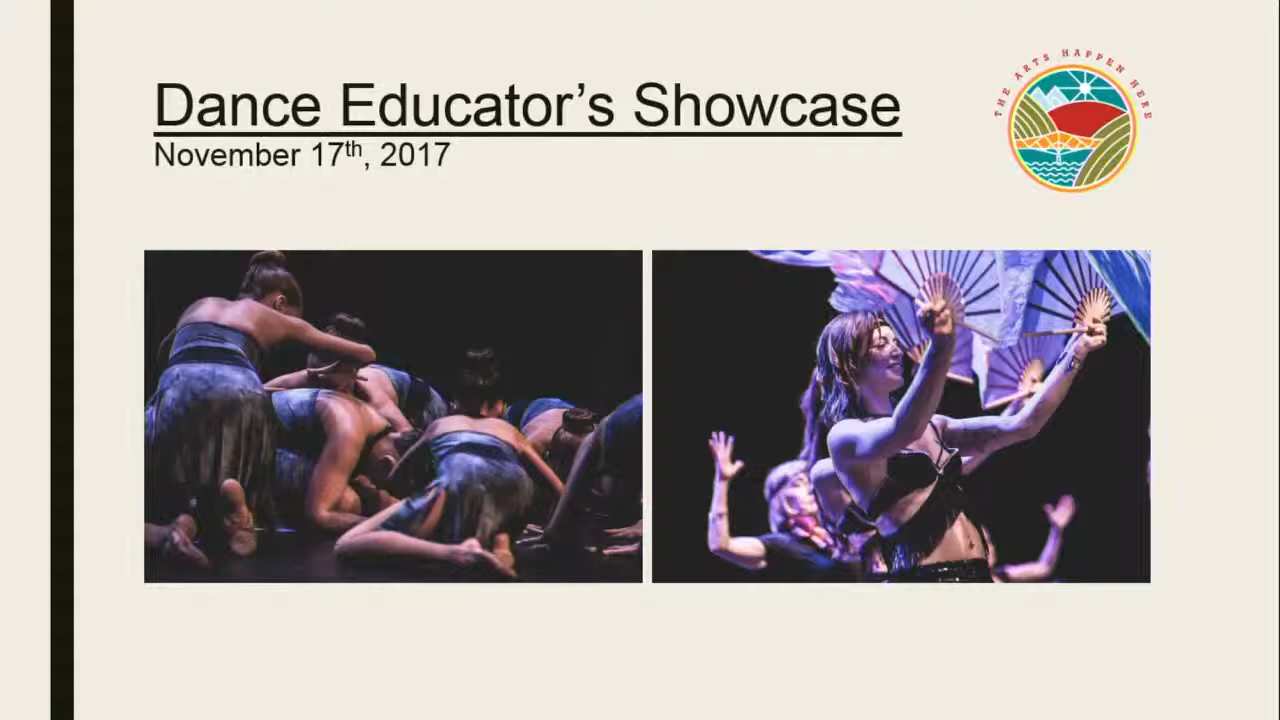 Dance Educator’s Showcase
November 17th, 2017
THE ARTS HAPPEN HERE